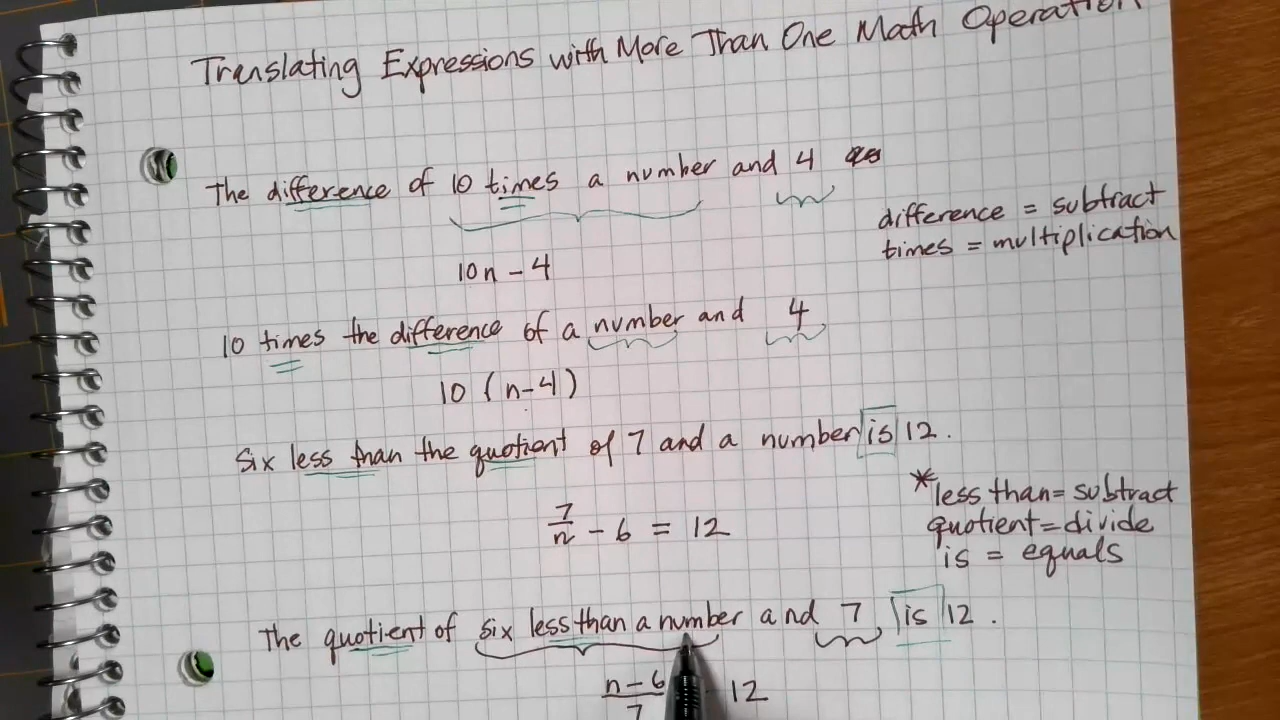 Translating Expressions with More Than One Math Operation
The difference of 10 times a number and 4
difference = subtract
times = multiplication
10n - 4
10 times the difference of a number and 4
10 (n-4)
Six less than the quotient of 7 and a number is 12.
*less than = subtract
quotient = divide
is = equals
7/n - 6 = 12
The quotient of six less than a number and 7, is 12.
n - 6
12
7